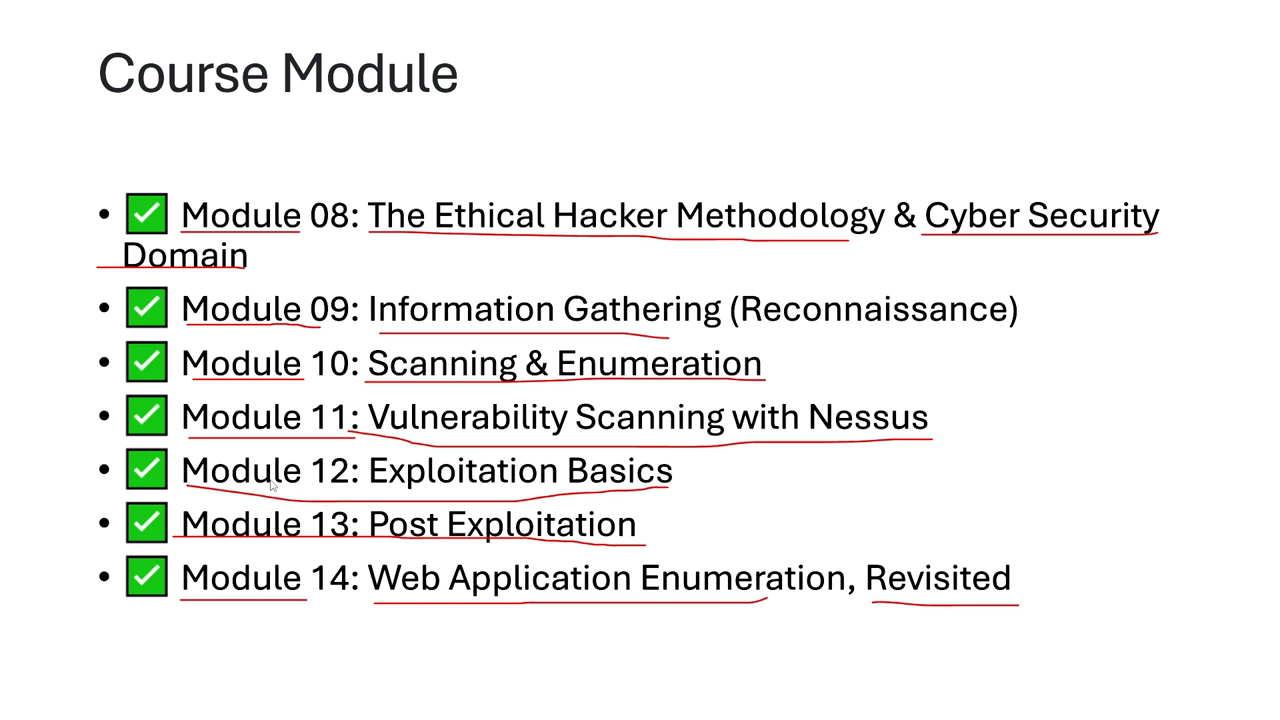 Course Module
• ✅ Module 08: The Ethical Hacker Methodology & Cyber Security
Domain
• ✅ Module 09: Information Gathering (Reconnaissance)
• ✅ Module 10: Scanning & Enumeration
• ✅ Module 11: Vulnerability Scanning with Nessus
• ✅ Module 12: Exploitation Basics
• ✅ Module 13: Post Exploitation
• ✅ Module 14: Web Application Enumeration, Revisited